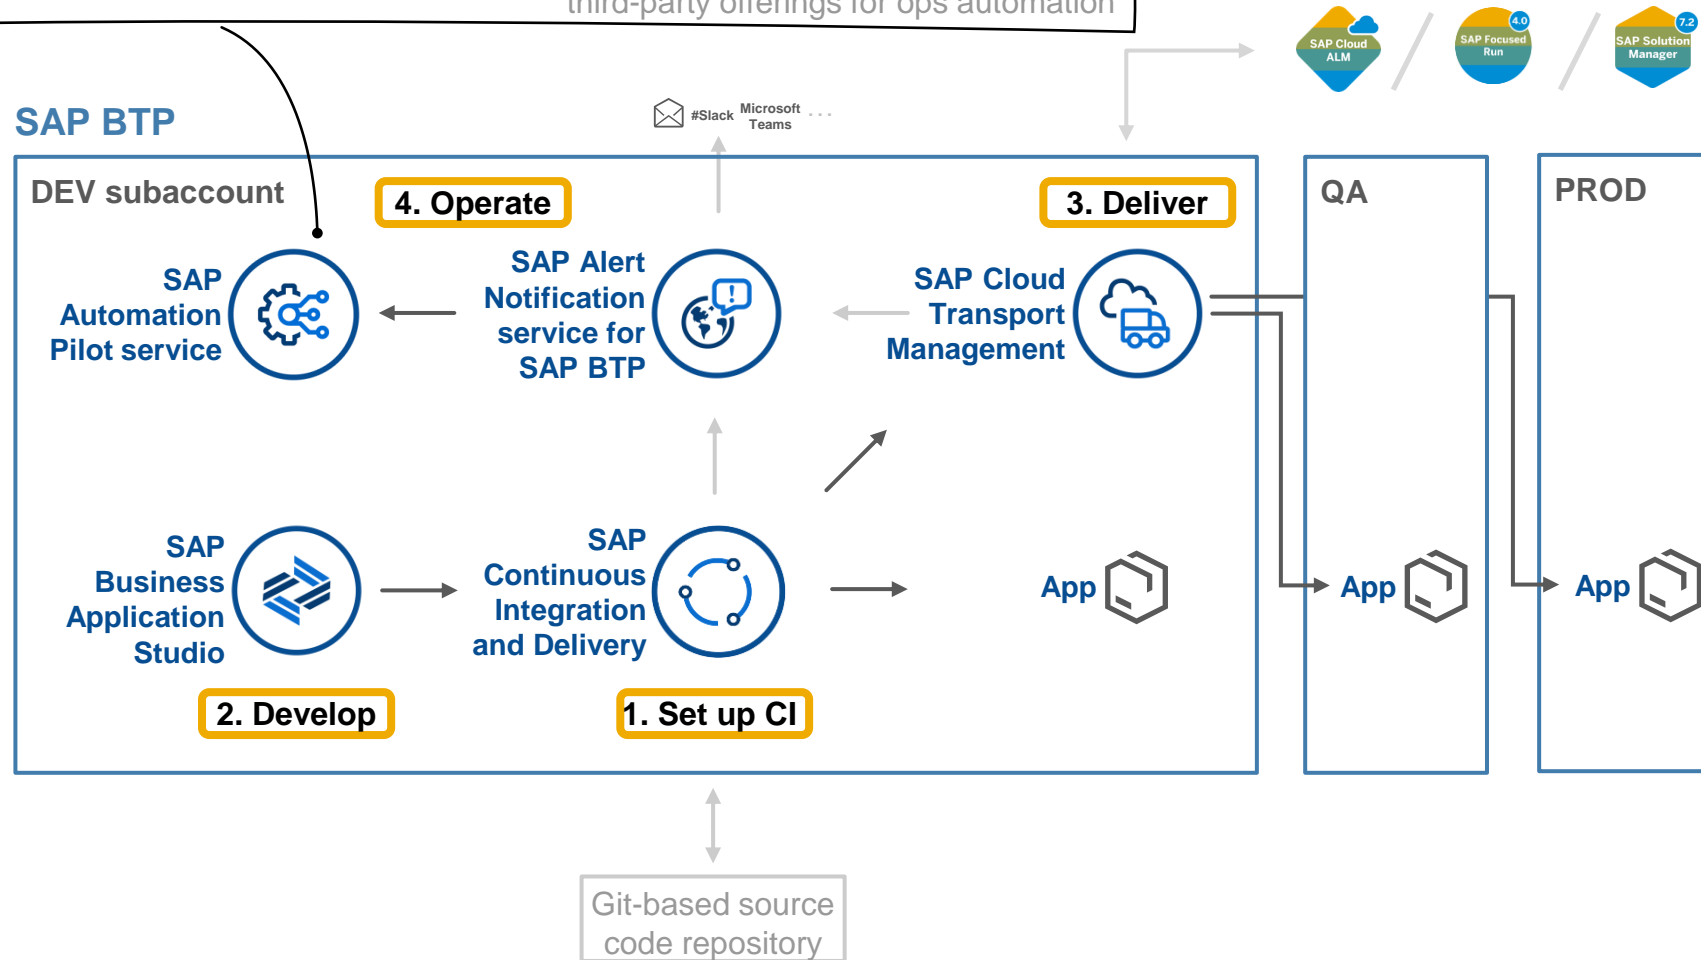 third-party offerings for ops automation
SAP Cloud
ALM
4.0
SAP Focused
Run
7.2
SAP Solution
Manager
SAP BTP
#Slack
Microsoft
Teams
...
DEV subaccount
4. Operate
3. Deliver
QA
PROD
SAP
Automation
Pilot service
SAP Alert
Notification
service for
SAP BTP
SAP Cloud
Transport
Management
SAP
Business
Application
Studio
SAP
Continuous
Integration
and Delivery
App
App
App
2. Develop
1. Set up CI
Git-based source
code repository